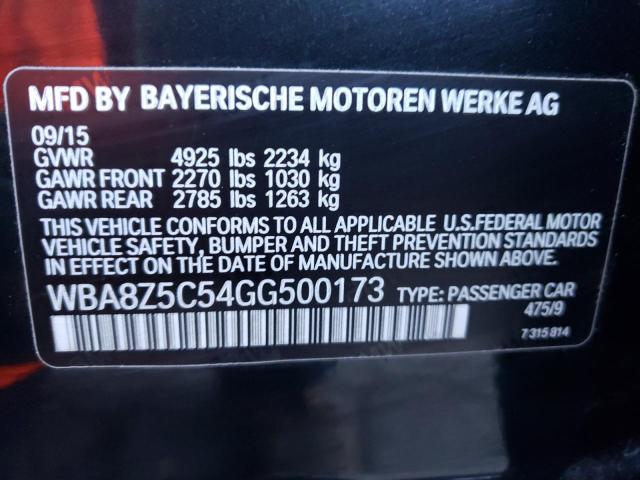 MFD BY BAYERISCHE MOTOREN WERKE AG
09/15
GVWR 4925 lbs 2234 kg
GAWR FRONT 2270 lbs 1030 kg
GAWR REAR 2785 lbs 1263 kg
THIS VEHICLE CONFORMS TO ALL APPLICABLE U.S.FEDERAL MOTOR
VEHICLE SAFETY, BUMPER AND THEFT PREVENTION STANDARDS
IN EFFECT ON THE DATE OF MANUFACTURE SHOWN ABOVE.
WBA8Z5C54GG500173 TYPE: PASSENGER CAR
475/9
7 315 814